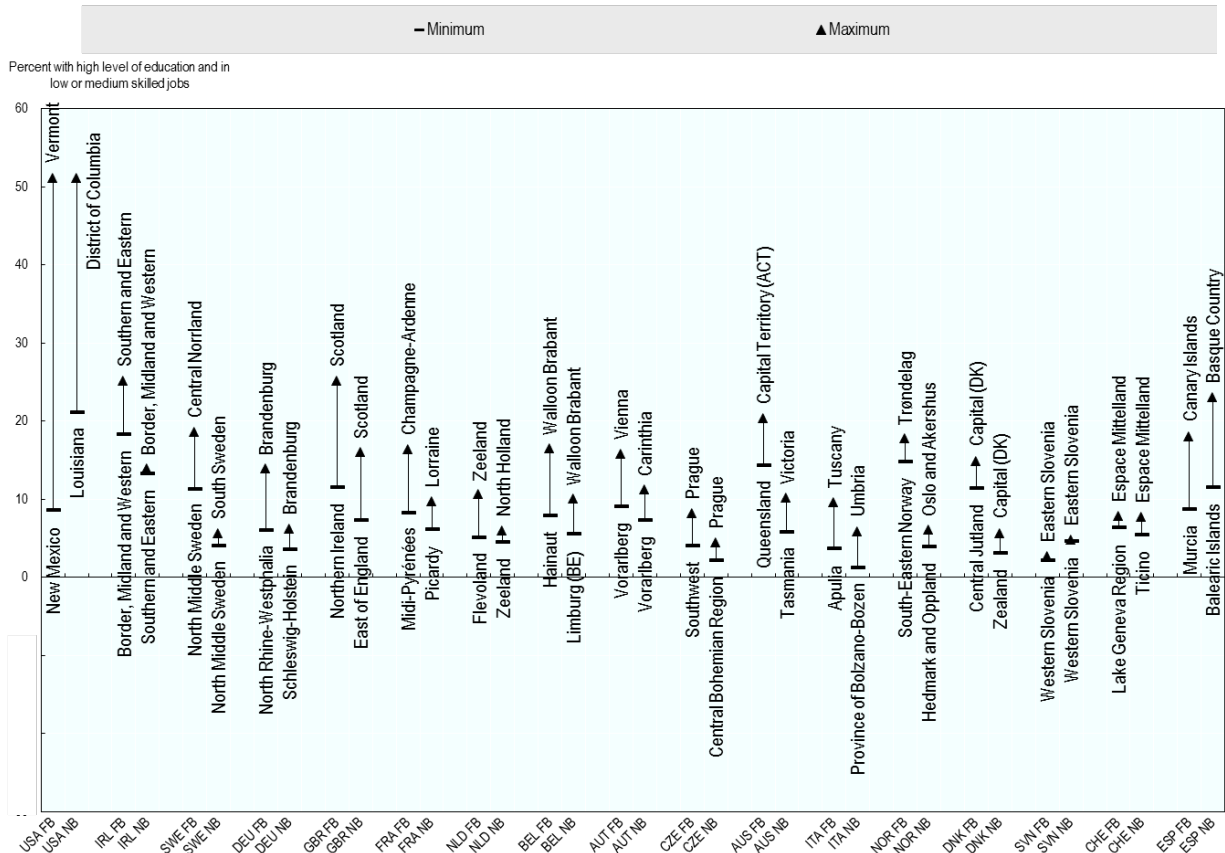 Minimum
Maximum
Percent with high level of education and in
low or medium skilled jobs
60
50
40
30
20
10
0
New Mexico
Vermont
Louisiana
District of Columbia
Border, Midland and Western
Southern and Eastern
Southern and Eastern
Border, Midland and Western
North Middle Sweden
Central Norrland
North Middle Sweden
South Sweden
North Rhine-Westphalia
Brandenburg
Schleswig-Holstein
Brandenburg
Northern Ireland
Scotland
East of England
Scotland
Midi-Pyrénées
Champagne-Ardenne
Picardy
Lorraine
Flevoland
Zeeland
Zeeland
North Holland
Hainaut
Walloon Brabant
Limburg (BE)
Walloon Brabant
Vorarlberg
Vienna
Vorarlberg
Carinthia
Southwest
Prague
Central Bohemian Region
Prague
Queensland
Capital Territory (ACT)
Tasmania
Victoria
Apulia
Tuscany
Province of Bolzano-Bozen
Umbria
South-Eastern Norway
Trøndelag
Hedmark and Oppland
Oslo and Akershus
Central Jutland
Capital (DK)
Zealand
Capital (DK)
Western Slovenia
Eastern Slovenia
Western Slovenia
Eastern Slovenia
Lake Geneva Region
Espace Mittelland
Ticino
Espace Mittelland
Murcia
Canary Islands
Balearic Islands
Basque Country
USA FB
USA NB
IRL FB
IRL NB
SWE FB
SWE NB
DEU FB
DEU NB
GBR FB
GBR NB
FRA FB
FRA NB
NLD FB
NLD NB
BEL FB
BEL NB
AUT FB
AUT NB
CZE FB
CZE NB
AUS FB
AUS NB
ITA FB
ITA NB
NOR FB
NOR NB
DNK FB
DNK NB
SVN FB
SVN NB
CHE FB
CHE NB
ESP FB
ESP NB